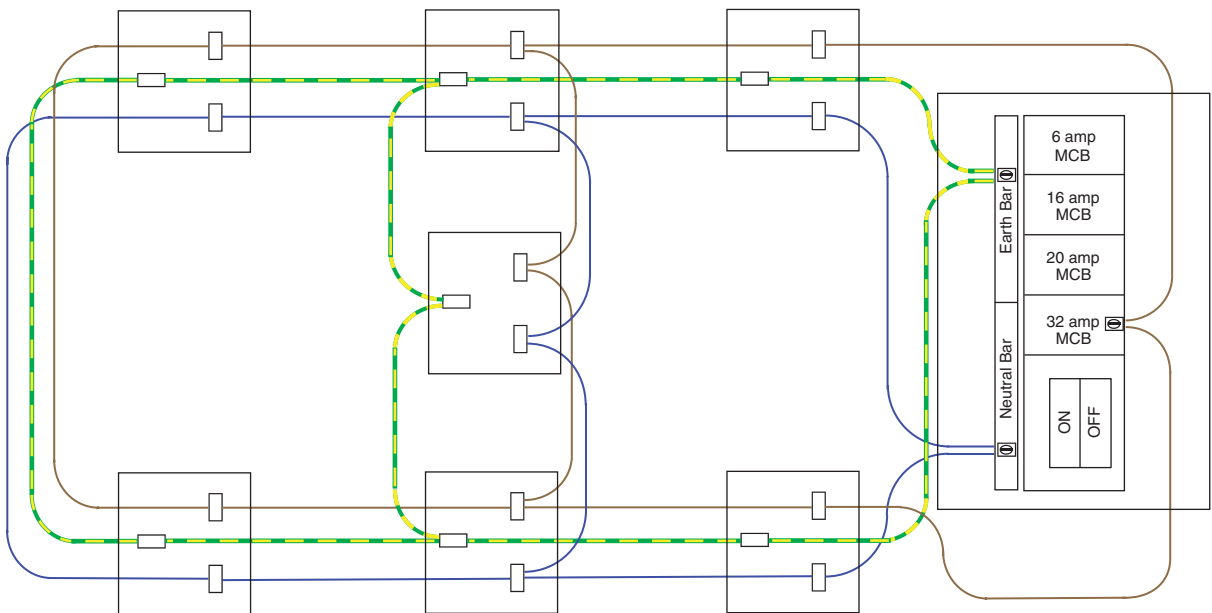 6 amp
MCB
16 amp
MCB
20 amp
MCB
32 amp
MCB
Earth Bar
Neutral Bar
ON
OFF